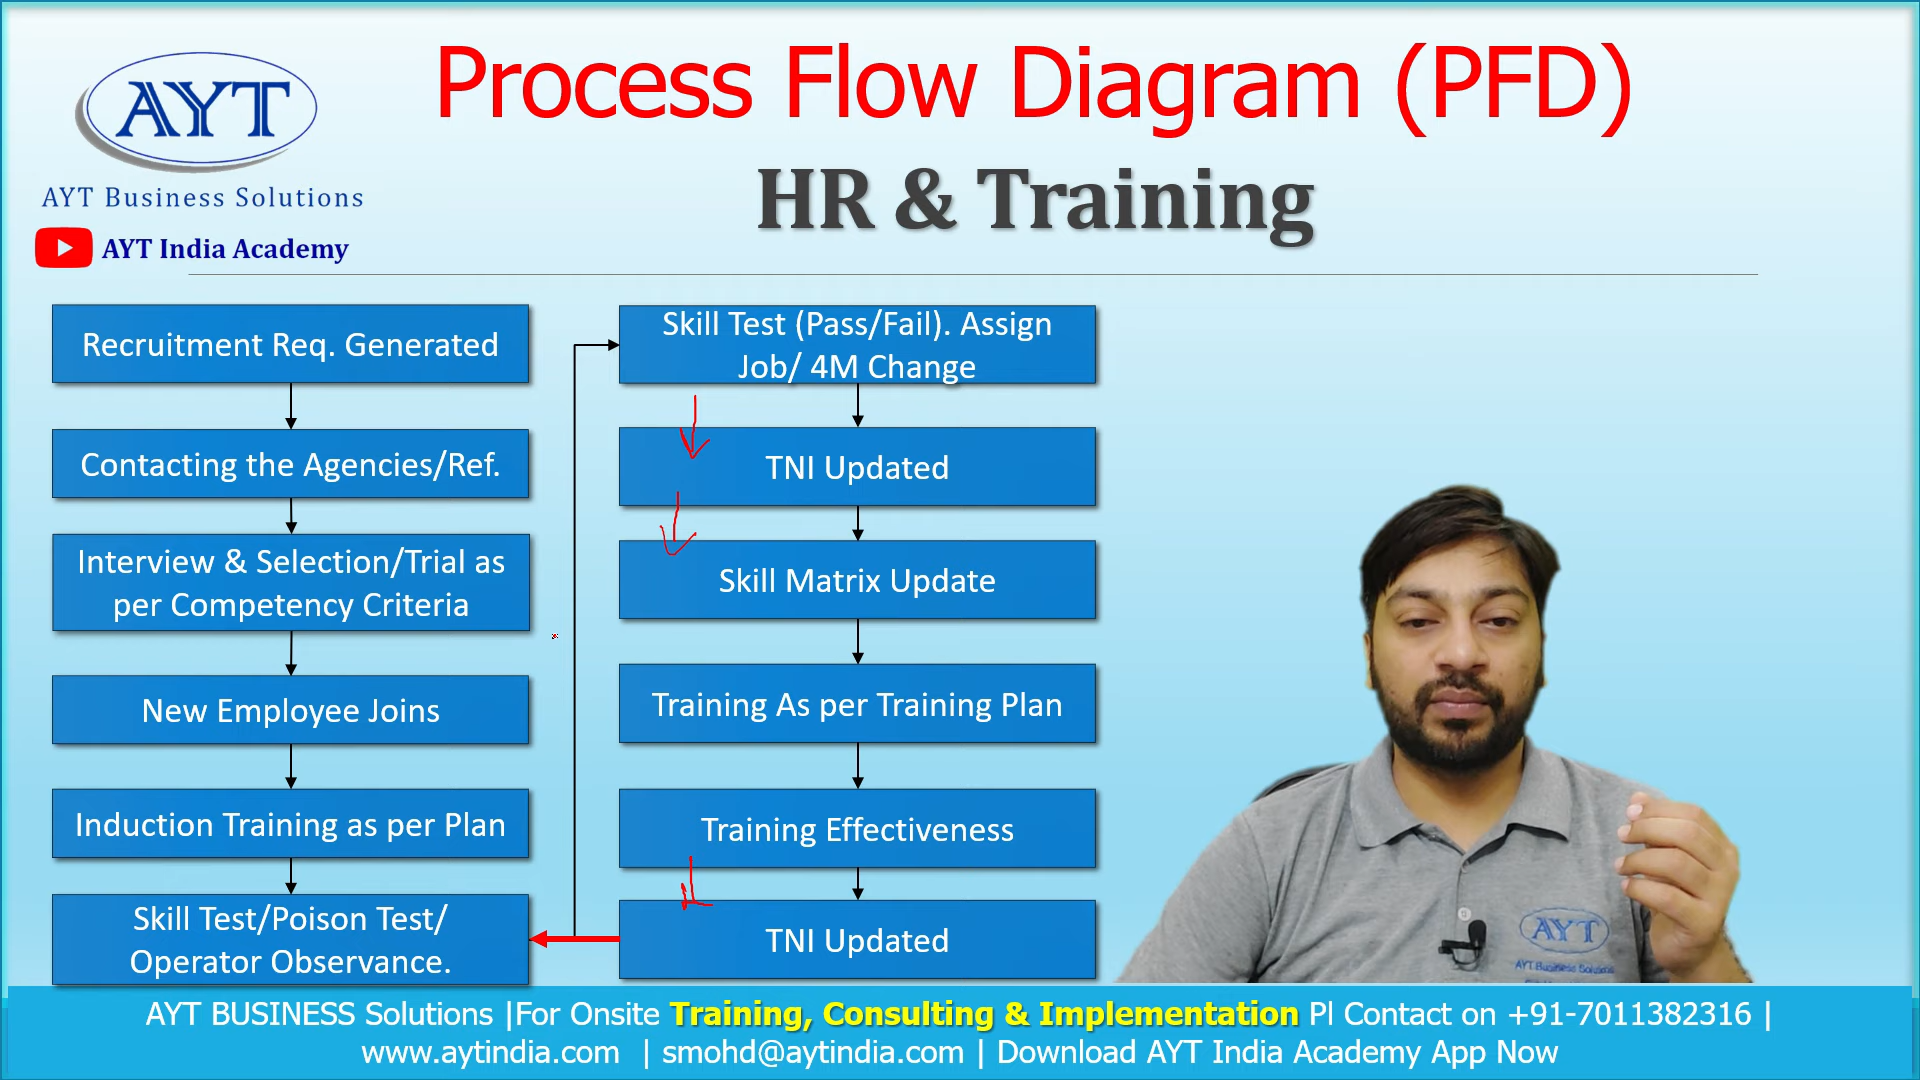 AYT
AYT Business Solutions
AYT India Academy
Process Flow Diagram (PFD)
HR & Training
Recruitment Req. Generated
Contacting the Agencies/Ref.
Interview & Selection/Trial as
per Competency Criteria
New Employee Joins
Induction Training as per Plan
Skill Test/Poison Test/
Operator Observance.
Skill Test (Pass/Fail). Assign
Job/ 4M Change
TNI Updated
Skill Matrix Update
Training As per Training Plan
Training Effectiveness
TNI Updated
AYT
AYT Business Solutions
AYT BUSINESS Solutions |For Onsite Training, Consulting & Implementation Pl Contact on +91-7011382316 |
www.aytindia.com | smohd@aytindia.com | Download AYT India Academy App Now